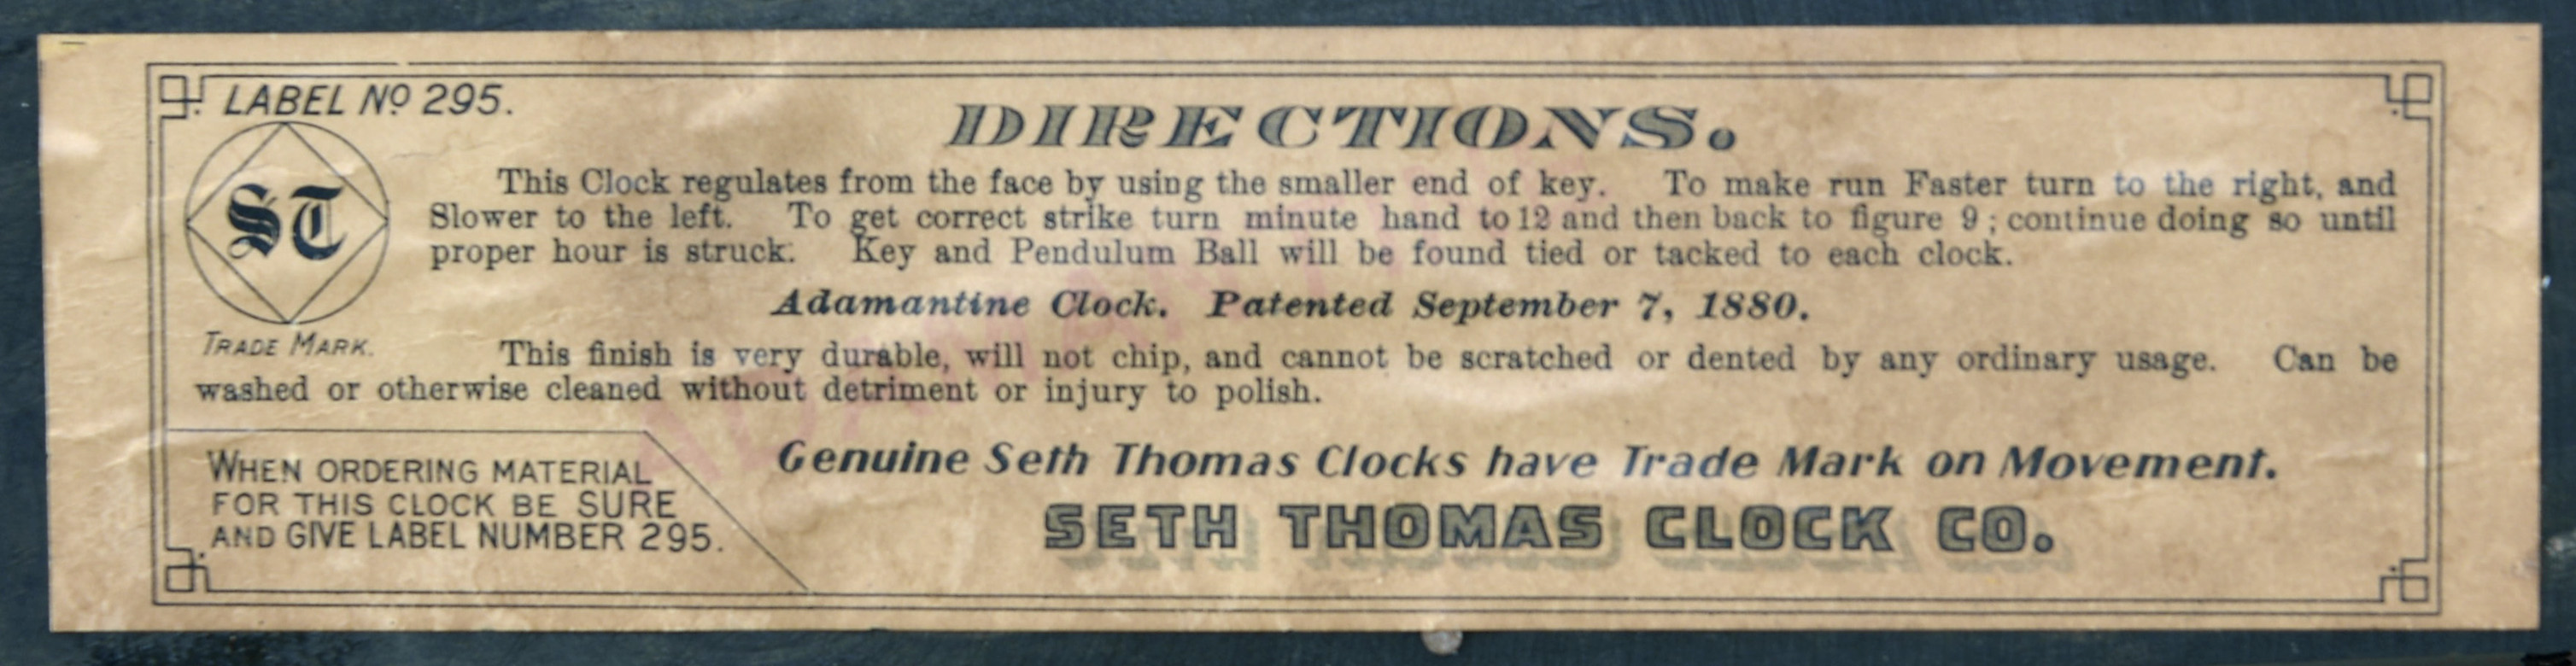 LABEL No 295.
DIRECTIONS.
ST
TRADE MARK.
This Clock regulates from the face by using the smaller end of key. To make run Faster turn to the right, and
Slower to the left. To get correct strike turn minute hand to 12 and then back to figure 9; continue doing so until
proper hour is struck. Key and Pendulum Ball will be found tied or tacked to each clock.
Adamantine Clock. Patented September 7, 1880.
This finish is very durable, will not chip, and cannot be scratched or dented by any ordinary usage. Can be
washed or otherwise cleaned without detriment or injury to polish.
WHEN ORDERING MATERIAL
FOR THIS CLOCK BE SURE
AND GIVE LABEL NUMBER 295.
Genuine Seth Thomas Clocks have Trade Mark on Movement.
SETH THOMAS CLOCK CO.